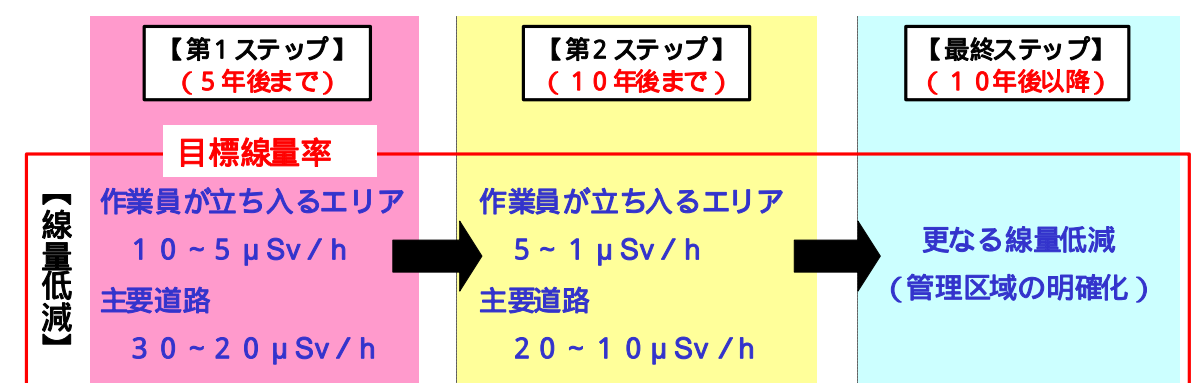 【第1ステップ】
（5年後まで）
【第2ステップ】
（10年後まで）
【最終ステップ】
（10年後以降）
目標線量率
【線量低減】
作業員が立ち入るエリア
10～5μSv/h
主要道路
30～20μSv/h
作業員が立ち入るエリア
5～1μSv/h
主要道路
20～10μSv/h
更なる線量低減
（管理区域の明確化）